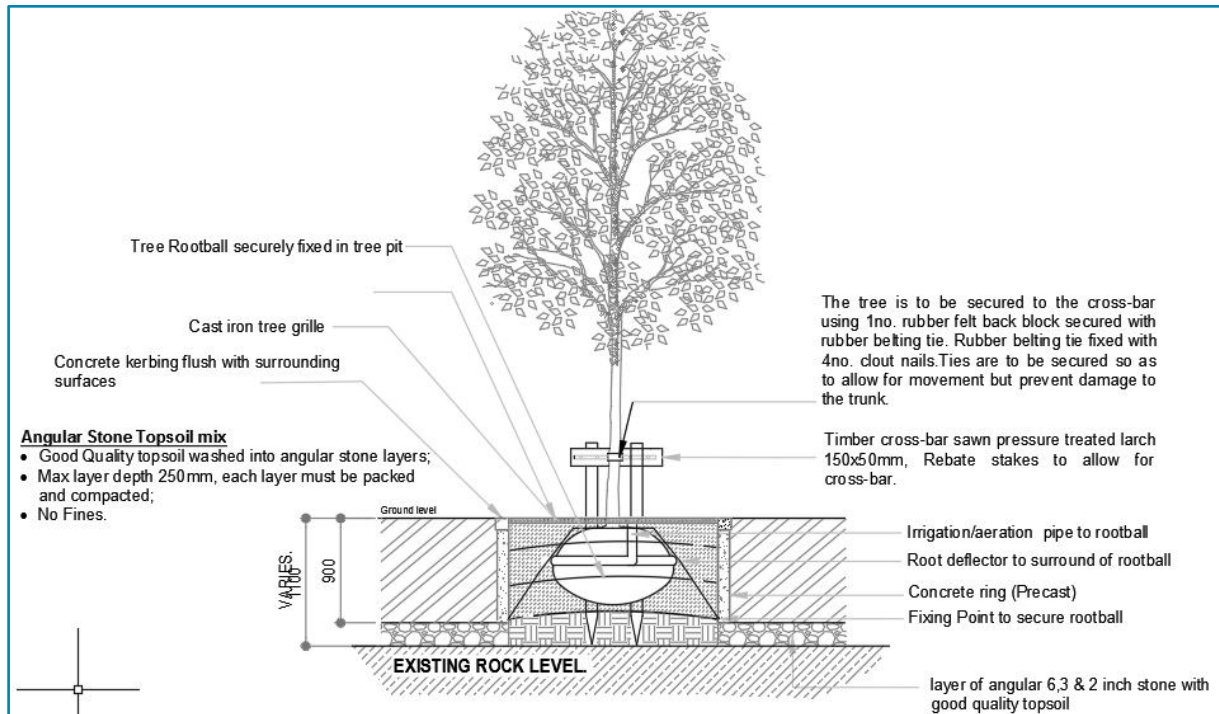 Tree Rootball securely fixed in tree pit
Cast iron tree grille
Concrete kerbing flush with surrounding
surfaces
Angular Stone Topsoil mix
• Good Quality topsoil washed into angular stone layers;
• Max layer depth 250mm, each layer must be packed
and compacted;
• No Fines.
The tree is to be secured to the cross-bar
using 1no. rubber felt back block secured with
rubber belting tie. Rubber belting tie fixed with
4no. clout nails.Ties are to be secured so as
to allow for movement but prevent damage to
the trunk.
Timber cross-bar sawn pressure treated larch
150x50mm, Rebate stakes to allow for
cross-bar.
Ground level
VARIES.
1100
900
Irrigation/aeration pipe to rootball
Root deflector to surround of rootball
Concrete ring (Precast)
Fixing Point to secure rootball
EXISTING ROCK LEVEL.
layer of angular 6,3 & 2 inch stone with
good quality topsoil